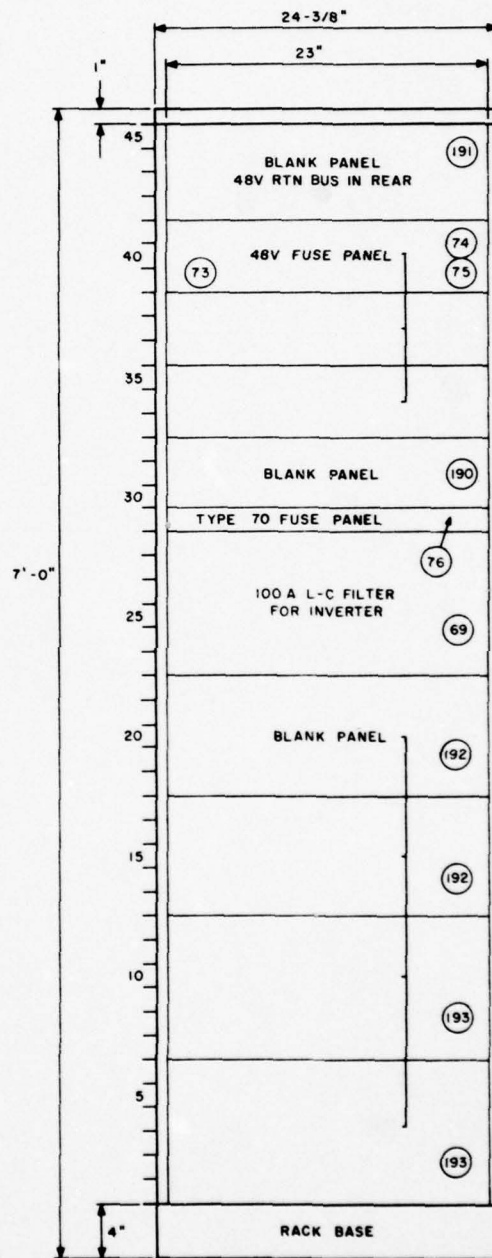 24-3/8"
23"
1"
45
BLANK PANEL
48V RTN BUS IN REAR
191
40
48V FUSE PANEL
74
75
73
35
BLANK PANEL
190
30
TYPE 70 FUSE PANEL
76
7'-0"
100 A L-C FILTER
FOR INVERTER
25
69
20
BLANK PANEL
192
15
192
10
193
5
193
4"
RACK BASE